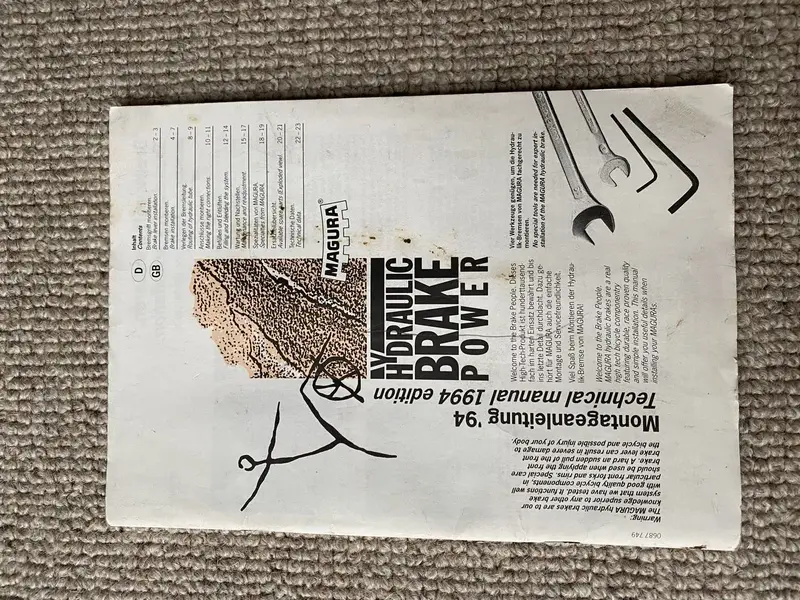 D
GB
Inhalt
Contents
Bremsgriff montieren.
Brake lever installation. 2 – 3
Bremsen montieren. 4 – 7
Brake installation.
Verlegen der Bremsleitung. 8 – 9
Routing of hydraulic tube.
Anschlüsse montieren. 10 – 11
Making the right connections.
Befüllen und Entlüften. 12 – 14
Filling and bleeding the system.
Wartung und Nachstellen. 15 – 17
Maintenance and readjustment.
Spezialitäten von MAGURA. 18 – 19
Specialities from MAGURA.
Ersatzteilübersicht. 20 – 21
Available spare parts (Exploded view).
Technische Daten. 22 – 23
Technical data.
MAGURA
HYDRAULIC
BRAKE
POWER
Montageanleitung '94
Technical manual 1994 edition
Welcome to the Brake People. Dieses
High-Tech-Produkt ist hunderttausend-
fach im harten Einsatz bewährt und bis
ins letzte Detail durchdacht. Dazu ge-
hört für MAGURA auch die einfache
Montage und Servicefreundlichkeit.
Viel Spaß beim Montieren der Hydrau-
lik-Bremsen von MAGURA!
Welcome to the Brake People.
MAGURA hydraulic brakes are a real
high tech bicycle componentry
featuring durable, race proven quality
and simple installation. This manual
will offer you useful details when
installing your MAGURAs.
Vier Werkzeuge genügen, um die Hydrau-
lik-Bremsen von MAGURA fachgerecht zu
montieren.
No special tools are needed for expert in-
stallation of the MAGURA hydraulic brake.
Warning:
The MAGURA hydraulic brakes are to our
knowledge superior to any other brake
system that we have tested. It functions well
with good quality bicycle components, in
particular front forks and rims. Special care
should be used when applying the front
brake. A hard an sudden pull of the front
brake lever can result in severe damage to
the bicycle and possible injury of your body.
0687 749